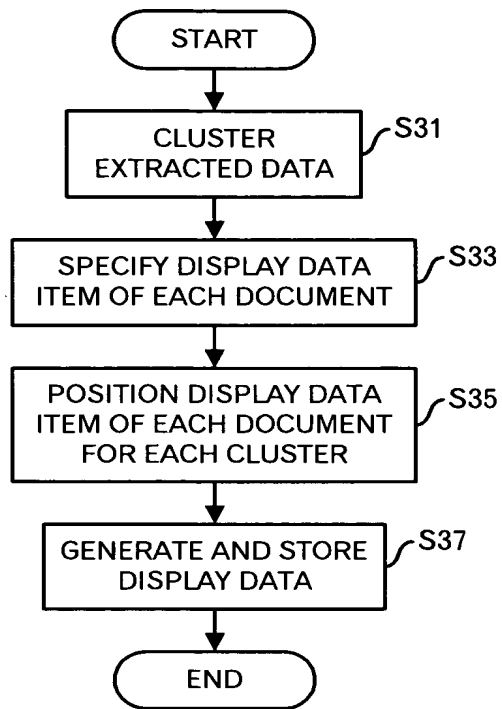 START
CLUSTER
EXTRACTED DATA
S31
SPECIFY DISPLAY DATA
ITEM OF EACH DOCUMENT
S33
POSITION DISPLAY DATA
ITEM OF EACH DOCUMENT
FOR EACH CLUSTER
S35
GENERATE AND STORE
DISPLAY DATA
S37
END